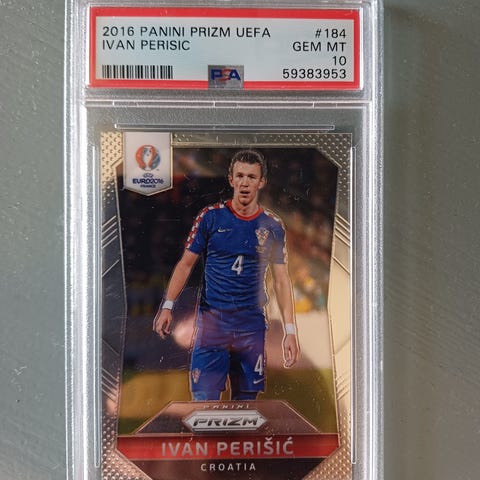 2016 PANINI PRIZM UEFA #184
IVAN PERISIC GEM MT
10
PSA 59383953
UEFA
EURO2016
FRANCE
4
4
PANINI
PRIZM
IVAN PERIŠIĆ
CROATIA